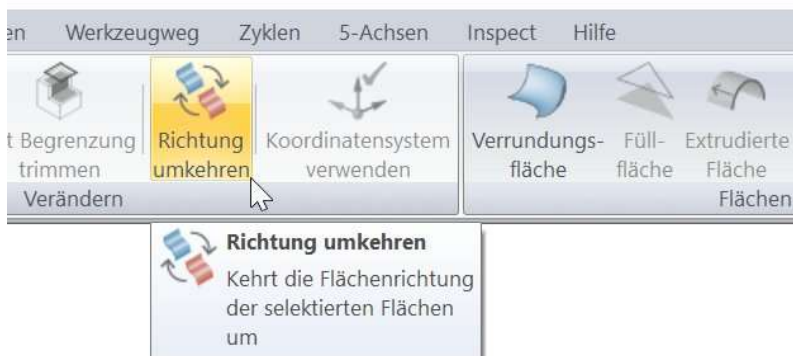 en Werkzeugweg Zyklen 5-Achsen Inspect Hilfe
t Begrenzung trimmen
Richtung umkehren
Koordinatensystem verwenden
Verrundungs-
fläche
Füll-
fläche
Extrudierte
Fläche
Verändern
Flächen
Richtung umkehren
Kehrt die Flächenrichtung
der selektierten Flächen
um